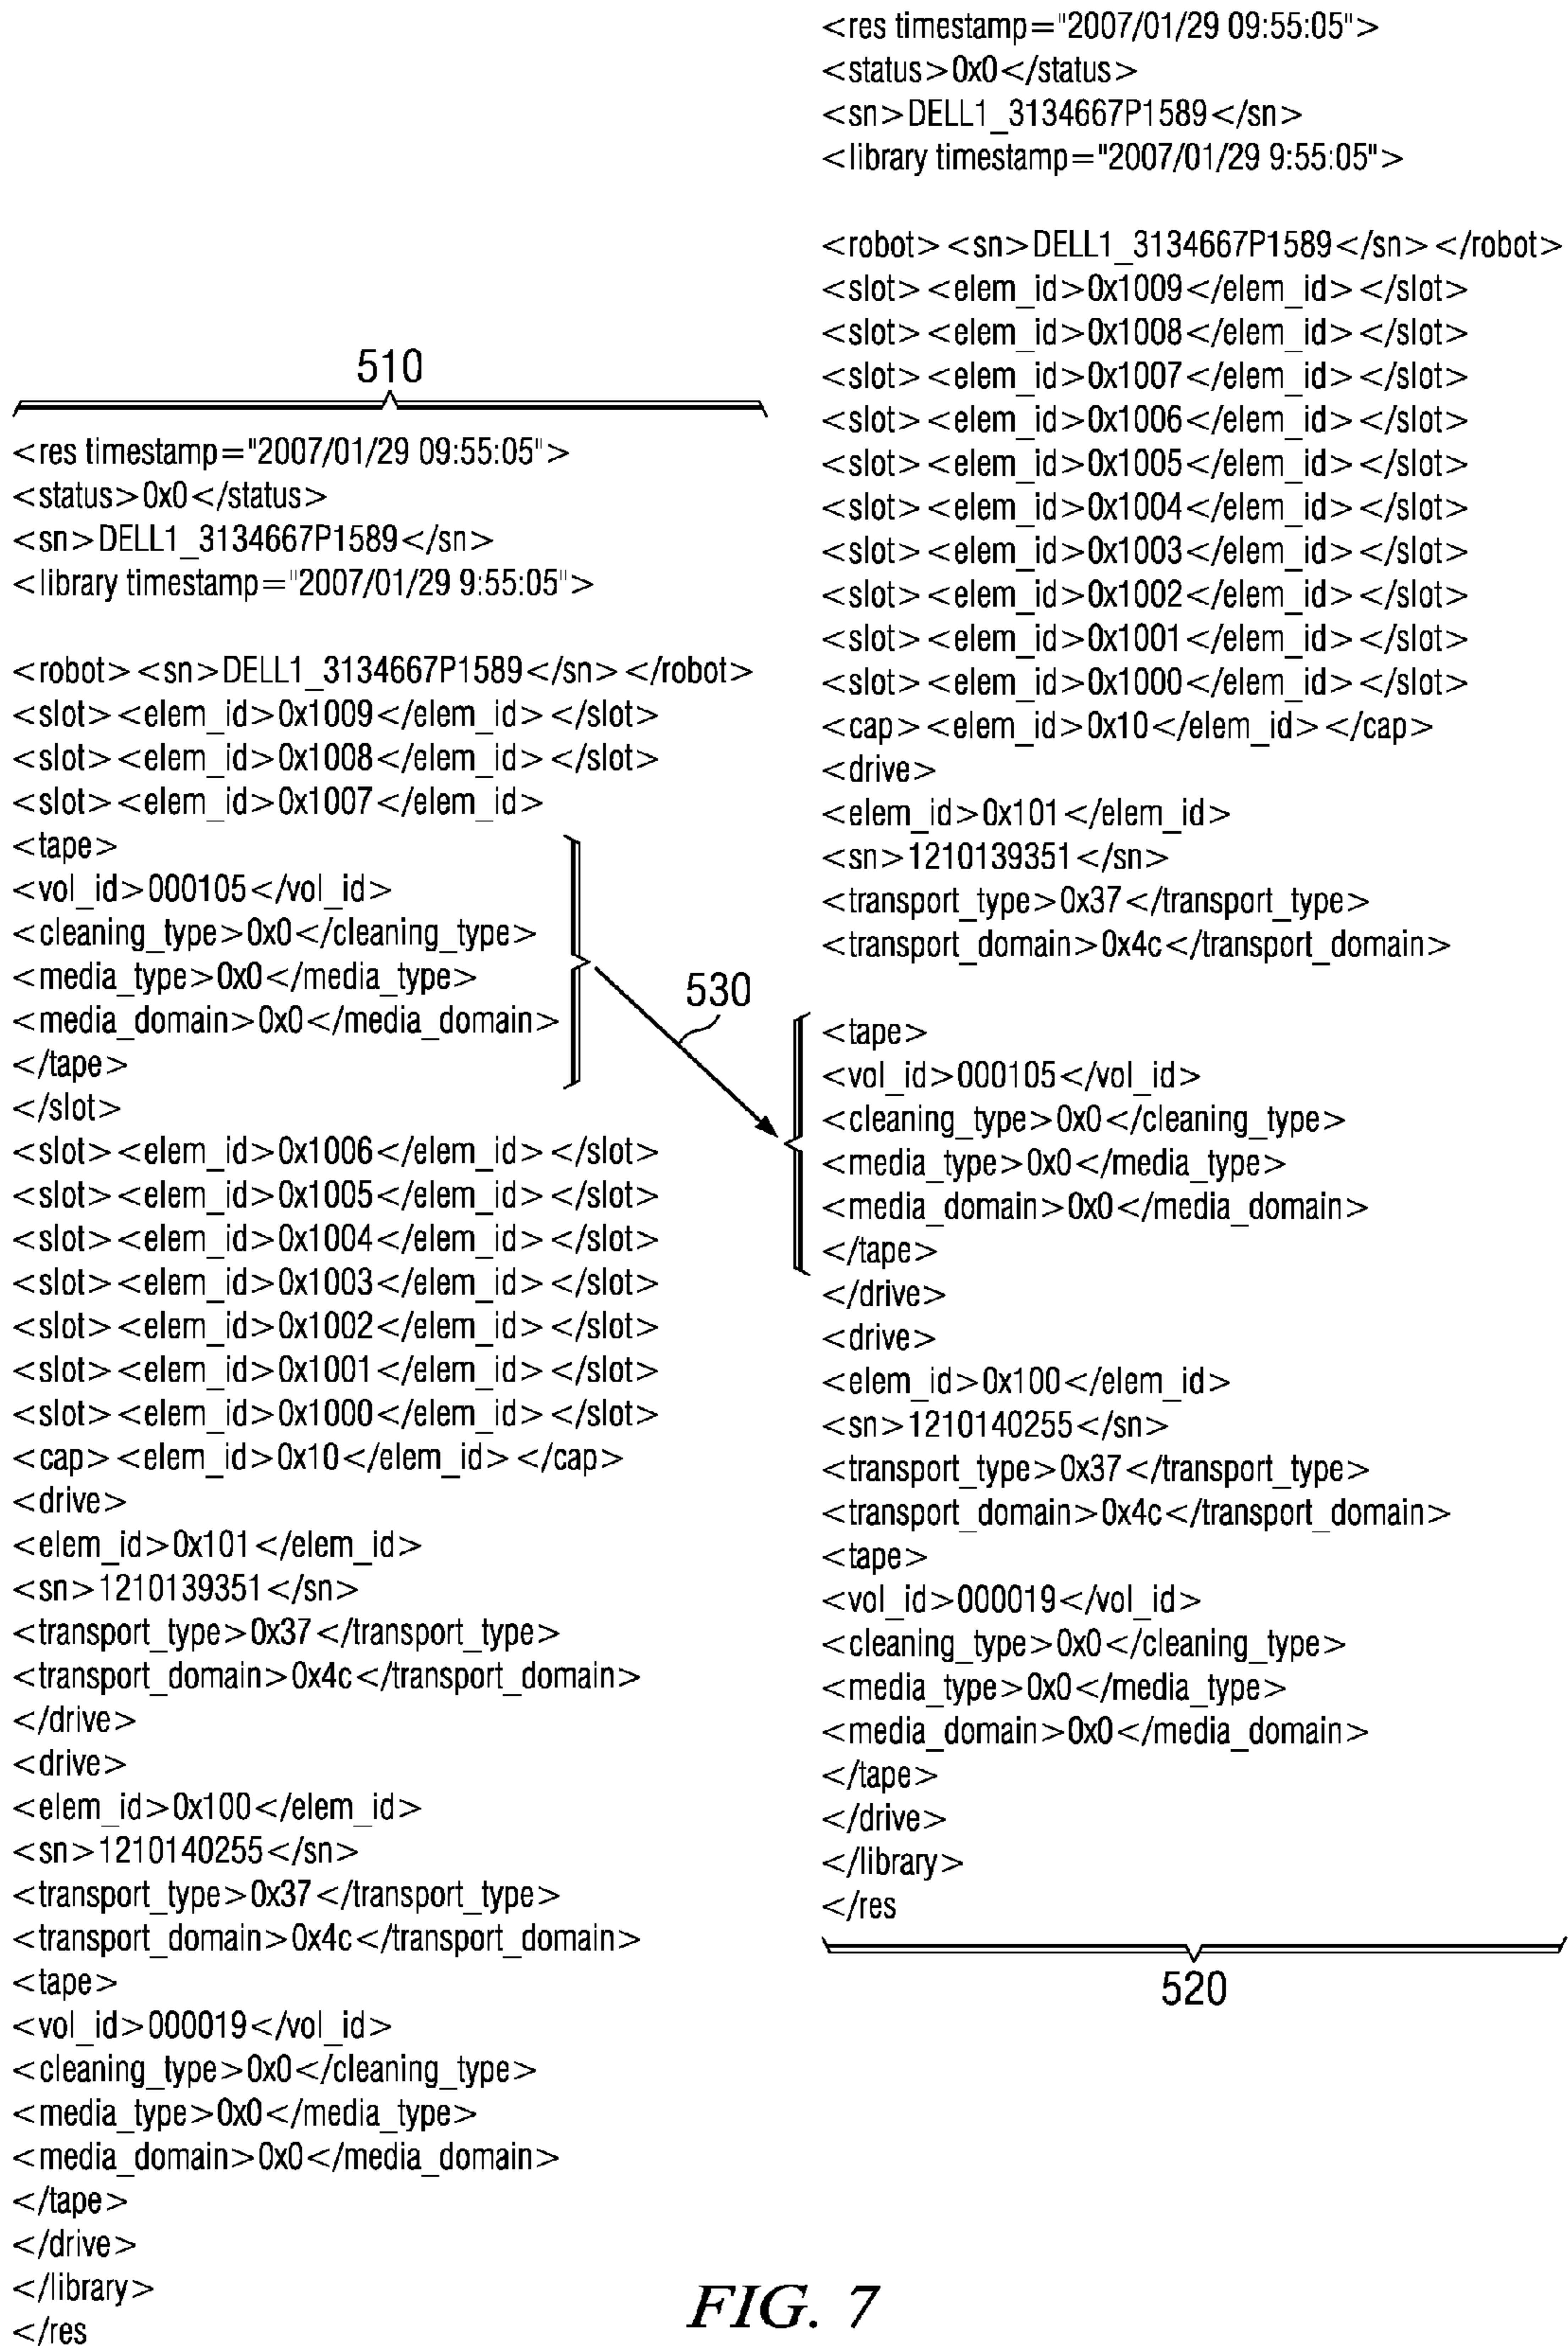 510
<res timestamp="2007/01/29 09:55:05">
<status>0x0</status>
<sn>DELL1_3134667P1589</sn>
<library timestamp="2007/01/29 9:55:05">
<robot><sn>DELL1_3134667P1589</sn></robot>
<slot><elem_id>0x1009</elem_id></slot>
<slot><elem_id>0x1008</elem_id></slot>
<slot><elem_id>0x1007</elem_id>
<tape>
<vol_id>000105</vol_id>
<cleaning_type>0x0</cleaning_type>
<media_type>0x0</media_type>
<media_domain>0x0</media_domain>
</tape>
</slot>
<slot><elem_id>0x1006</elem_id></slot>
<slot><elem_id>0x1005</elem_id></slot>
<slot><elem_id>0x1004</elem_id></slot>
<slot><elem_id>0x1003</elem_id></slot>
<slot><elem_id>0x1002</elem_id></slot>
<slot><elem_id>0x1001</elem_id></slot>
<slot><elem_id>0x1000</elem_id></slot>
<cap><elem_id>0x10</elem_id></cap>
<drive>
<elem_id>0x101</elem_id>
<sn>1210139351</sn>
<transport_type>0x37</transport_type>
<transport_domain>0x4c</transport_domain>
</drive>
<drive>
<elem_id>0x100</elem_id>
<sn>1210140255</sn>
<transport_type>0x37</transport_type>
<transport_domain>0x4c</transport_domain>
<tape>
<vol_id>000019</vol_id>
<cleaning_type>0x0</cleaning_type>
<media_type>0x0</media_type>
<media_domain>0x0</media_domain>
</tape>
</drive>
</library>
</res
530
<res timestamp="2007/01/29 09:55:05">
<status>0x0</status>
<sn>DELL1_3134667P1589</sn>
<library timestamp="2007/01/29 9:55:05">
<robot><sn>DELL1_3134667P1589</sn></robot>
<slot><elem_id>0x1009</elem_id></slot>
<slot><elem_id>0x1008</elem_id></slot>
<slot><elem_id>0x1007</elem_id></slot>
<slot><elem_id>0x1006</elem_id></slot>
<slot><elem_id>0x1005</elem_id></slot>
<slot><elem_id>0x1004</elem_id></slot>
<slot><elem_id>0x1003</elem_id></slot>
<slot><elem_id>0x1002</elem_id></slot>
<slot><elem_id>0x1001</elem_id></slot>
<slot><elem_id>0x1000</elem_id></slot>
<cap><elem_id>0x10</elem_id></cap>
<drive>
<elem_id>0x101</elem_id>
<sn>1210139351</sn>
<transport_type>0x37</transport_type>
<transport_domain>0x4c</transport_domain>
<tape>
<vol_id>000105</vol_id>
<cleaning_type>0x0</cleaning_type>
<media_type>0x0</media_type>
<media_domain>0x0</media_domain>
</tape>
</drive>
<drive>
<elem_id>0x100</elem_id>
<sn>1210140255</sn>
<transport_type>0x37</transport_type>
<transport_domain>0x4c</transport_domain>
<tape>
<vol_id>000019</vol_id>
<cleaning_type>0x0</cleaning_type>
<media_type>0x0</media_type>
<media_domain>0x0</media_domain>
</tape>
</drive>
</library>
</res
520
FIG. 7